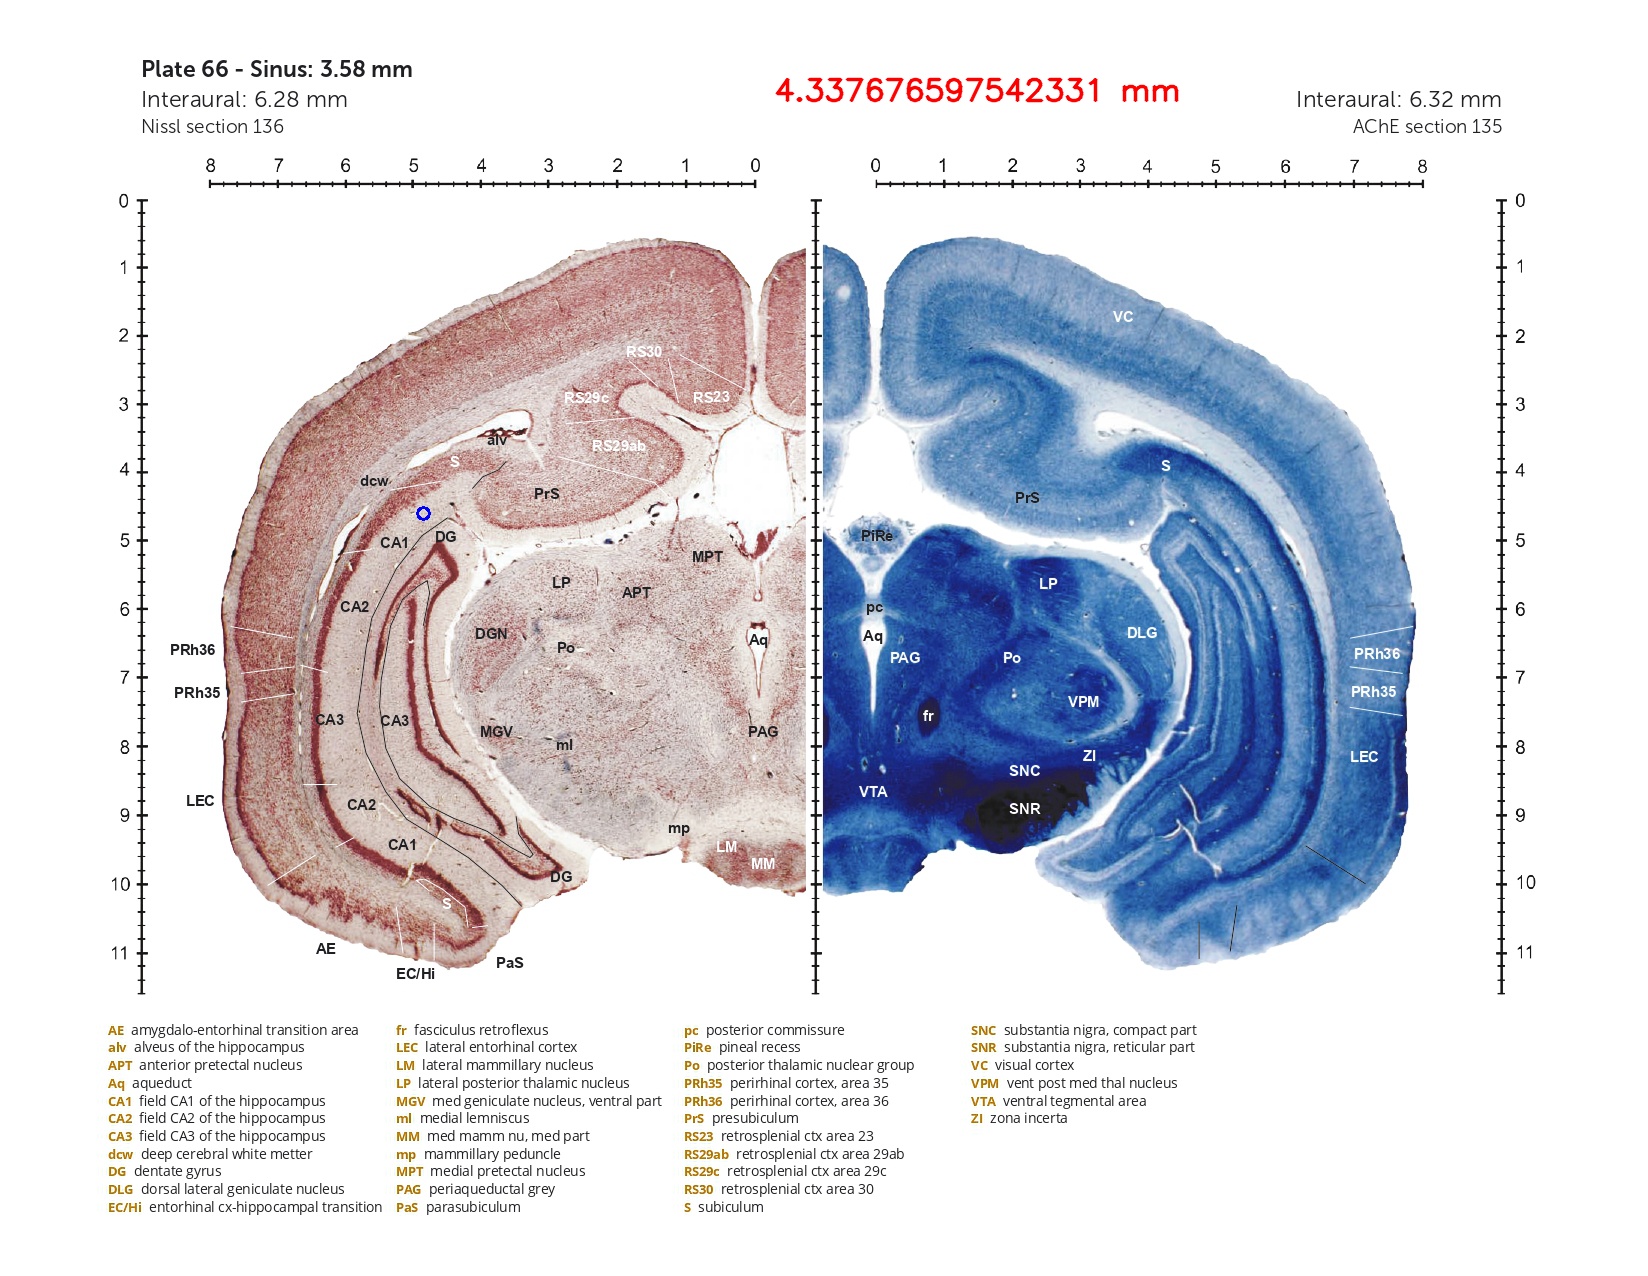 Plate 66 - Sinus: 3.58 mm
Interaural: 6.28 mm
Nissl section 136
4.337676597542331 mm
Interaural: 6.32 mm
AChE section 135
8 7 6 5 4 3 2 1 0
0 1 2 3 4 5 6 7 8
0 0
1 1
VC
2 2
RS30
3 RS29c RS23 3
alv RS29ab
4 S S 4
dcw PrS PrS
5 CA1 DG MPT PiRe 5
LP APT LP
6 CA2 pc 6
DGN Po Aq Aq DLG
PRh36 PAG Po PRh36
7 7
PRh35 VPM PRh35
CA3 CA3 MGV ml PAG fr
8 ZI LEC 8
SNC
LEC CA2 VTA SNR
9 mp 9
CA1 LM MM
10 DG 10
S
11 AE EC/Hi PaS 11
AE amygdalo-entorhinal transition area
alv alveus of the hippocampus
APT anterior pretectal nucleus
Aq aqueduct
CA1 field CA1 of the hippocampus
CA2 field CA2 of the hippocampus
CA3 field CA3 of the hippocampus
dcw deep cerebral white metter
DG dentate gyrus
DLG dorsal lateral geniculate nucleus
EC/Hi entorhinal cx-hippocampal transition
fr fasciculus retroflexus
LEC lateral entorhinal cortex
LM lateral mammillary nucleus
LP lateral posterior thalamic nucleus
MGV med geniculate nucleus, ventral part
ml medial lemniscus
MM med mamm nu, med part
mp mammillary peduncle
MPT medial pretectal nucleus
PAG periaqueductal grey
PaS parasubiculum
pc posterior commissure
PiRe pineal recess
Po posterior thalamic nuclear group
PRh35 perirhinal cortex, area 35
PRh36 perirhinal cortex, area 36
PrS presubiculum
RS23 retrosplenial ctx area 23
RS29ab retrosplenial ctx area 29ab
RS29c retrosplenial ctx area 29c
RS30 retrosplenial ctx area 30
S subiculum
SNC substantia nigra, compact part
SNR substantia nigra, reticular part
VC visual cortex
VPM vent post med thal nucleus
VTA ventral tegmental area
ZI zona incerta